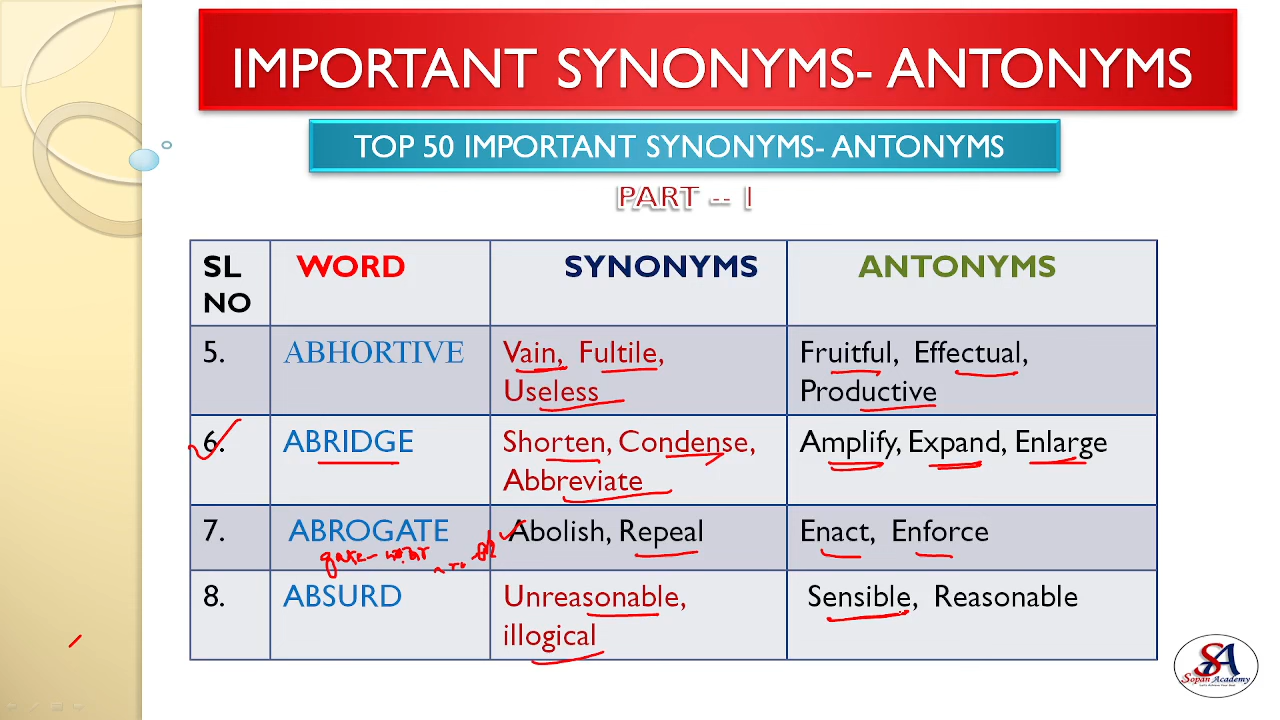 IMPORTANT SYNONYMS- ANTONYMS
TOP 50 IMPORTANT SYNONYMS- ANTONYMS
PART -- I
SL NO WORD SYNONYMS ANTONYMS
5. ABHORTIVE Vain, Fultile, Fruitful, Effectual,
Useless Productive
6. ABRIDGE Shorten, Condense, Amplify, Expand, Enlarge
Abbreviate
7. ABROGATE Abolish, Repeal Enact, Enforce
gate-
8. ABSURD Unreasonable, Sensible, Reasonable
illogical
SA
Sopan Academy